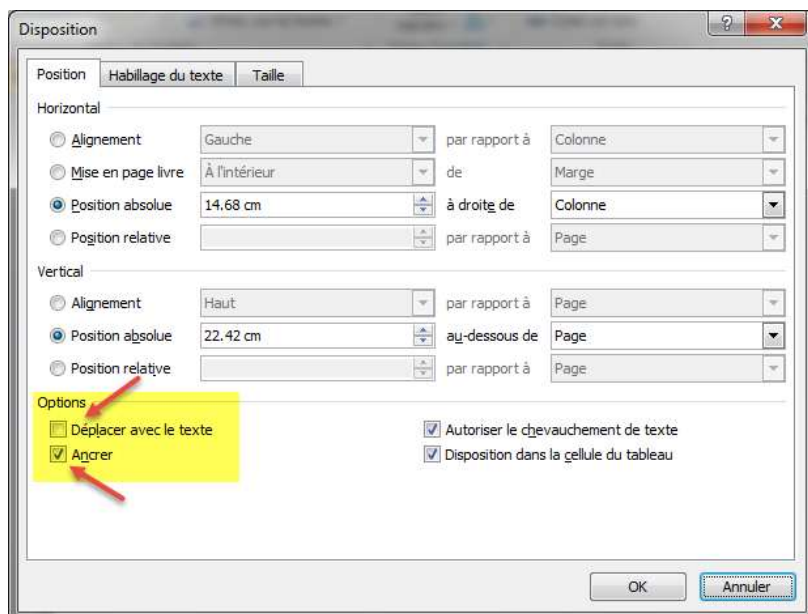 Disposition
Position Habillage du texte Taille
Horizontal
Alignement Gauche par rapport à Colonne
Mise en page livre À l'intérieur de Marge
Position absolue 14.68 cm à droite de Colonne
Position relative par rapport à Page
Vertical
Alignement Haut par rapport à Page
Position absolue 22.42 cm au-dessous de Page
Position relative par rapport à Page
Options
Déplacer avec le texte Autoriser le chevauchement de texte
Ancrer Disposition dans la cellule du tableau
OK Annuler